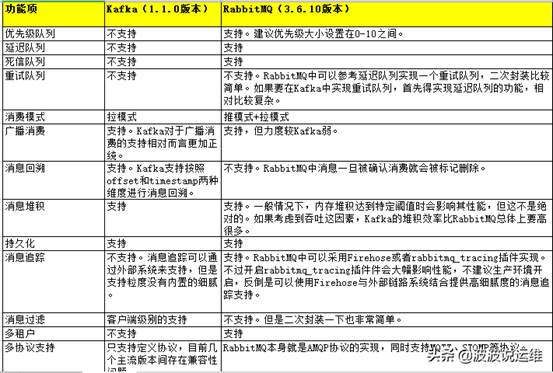 功能项 Kafka（1.1.0版本） RabbitMQ（3.6.10版本）
优先级队列 不支持 支持。建议优先级大小设置在0-10之间。
延迟队列 不支持 支持
死信队列 不支持 支持
重试队列 不支持 不支持。RabbitMQ中可以参考延迟队列实现一个重试队列，二次封装比较
简单。如果要在Kafka中实现重试队列，首先得实现延迟队列的功能，相
对比较复杂。
消费模式 拉模式 推模式+拉模式
广播消费 支持。Kafka对于广播消
费的支持相对而言更加正
统。
支持，但力度较Kafka弱。
消息回溯 支持。Kafka支持按照
offset和timestamp两种
维度进行消息回溯。
不支持。RabbitMQ中消息一旦被确认消费就会被标记删除。
消息堆积 支持 支持。一般情况下，内存堆积达到特定阈值时会影响其性能，但这不是绝
对的。如果考虑到吞吐这因素，Kafka的堆积效率比RabbitMQ总体上要高
很多。
持久化 支持 支持
消息追踪 不支持。消息追踪可以通
过外部系统来支持，但是
支持粒度没有内置的细腻
。
支持。RabbitMQ中可以采用Firehose或者rabbitmq_tracing插件实现。
不过开启rabbitmq_tracing插件件会大幅影响性能，不建议生产环境开
启，反倒是可以使用Firehose与外部链路系统结合提供高细腻度的消息追
踪支持。
消息过滤 客户端级别的支持 不支持。但是二次封装一下也非常简单。
多租户 不支持 支持
多协议支持 只支持定义协议，目前几
个主流版本间存在兼容性
问题
RabbitMQ本身就是AMQP协议的实现，同时支持MQTT、STOMP等协议。
头条 @波波说运维